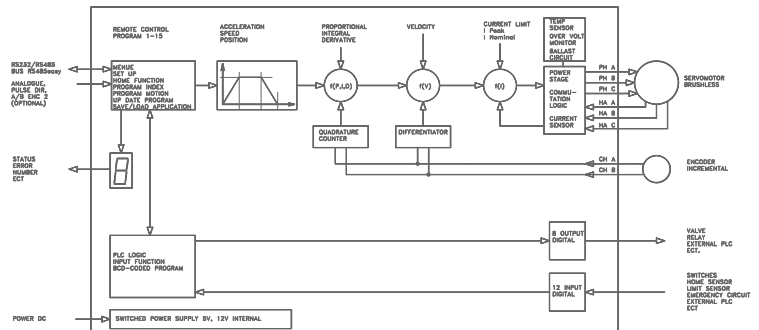 REMOTE CONTROL
PROGRAM 1-15
ACCELERATION
SPEED
POSITION
PROPORTIONAL
INTEGRAL
DERIVATIVE
VELOCITY
CURRENT LIMIT
I Peak
I Nominal
TEMP
SENSOR
OVER VOLT
MONITOR
BALLAST
CIRCUIT
RS232/RS485
BUS RS485easy
ANALOGUE,
PULSE DIR.
A/B ENC 2
(OPTIONAL)
MENUE
SET UP
HOME FUNCTION
PROGRAM INDEX
PROGRAM MOTION
UP DATE PROGRAM
SAVE/LOAD APPLICATION
f(P,I,D)
f(V)
f(I)
POWER
STAGE
COMMU-
TATION
LOGIC
CURRENT
SENSOR
PH A
PH B
PH C
HA A
HA B
HA C
SERVOMOTOR
BRUSHLESS
QUADRATURE
COUNTER
DIFFERENTIATOR
STATUS
ERROR
NUMBER
ECT
8
CH A
CH B
ENCODER
INCREMENTAL
PLC LOGIC
INPUT FUNCTION
BCD-CODED PROGRAM
8 OUTPUT
DIGITAL
VALVE
RELAY
EXTERNAL PLC
ECT.
12 INPUT
DIGITAL
SWITCHES
HOME SENSOR
LIMIT SENSOR
EMERGENCY CIRCUIT
EXTERNAL PLC
ECT
POWER DC
SWITCHED POWER SUPPLY 5V, 12V INTERNAL